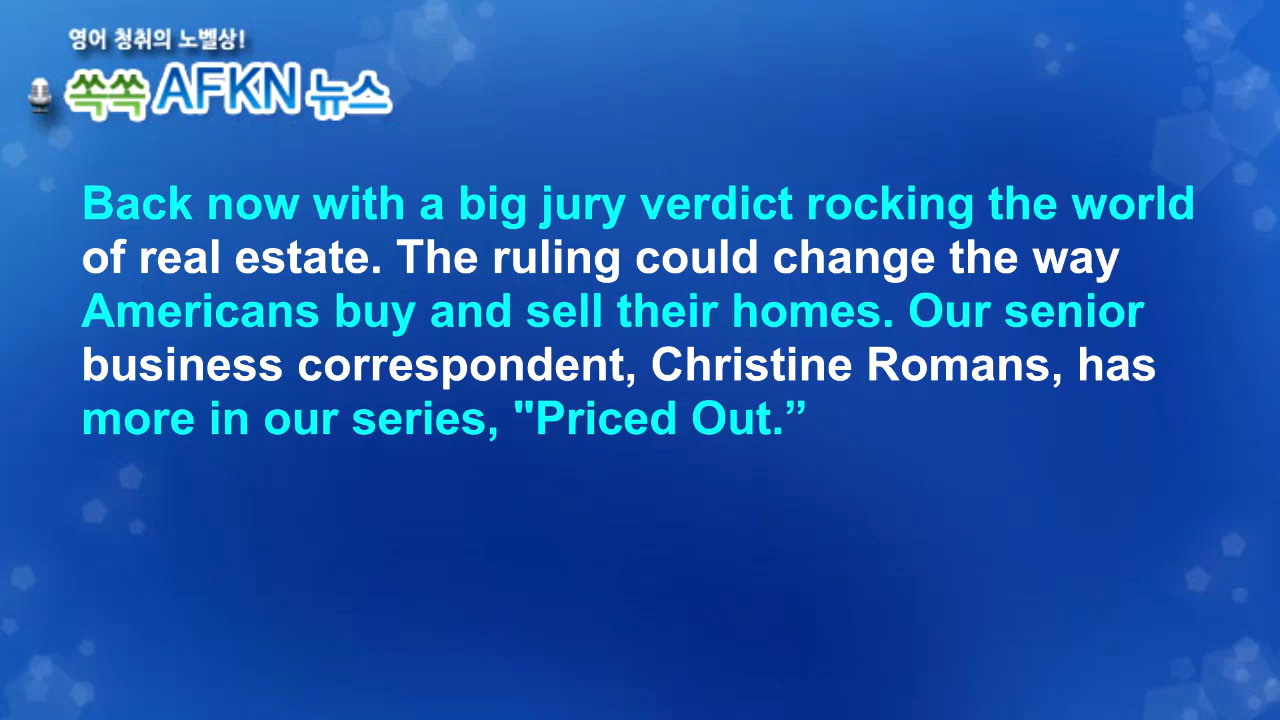 영어 청취의 노벨상!
쏙쏙 AFKN 뉴스
Back now with a big jury verdict rocking the world
of real estate. The ruling could change the way
Americans buy and sell their homes. Our senior
business correspondent, Christine Romans, has
more in our series, "Priced Out.”